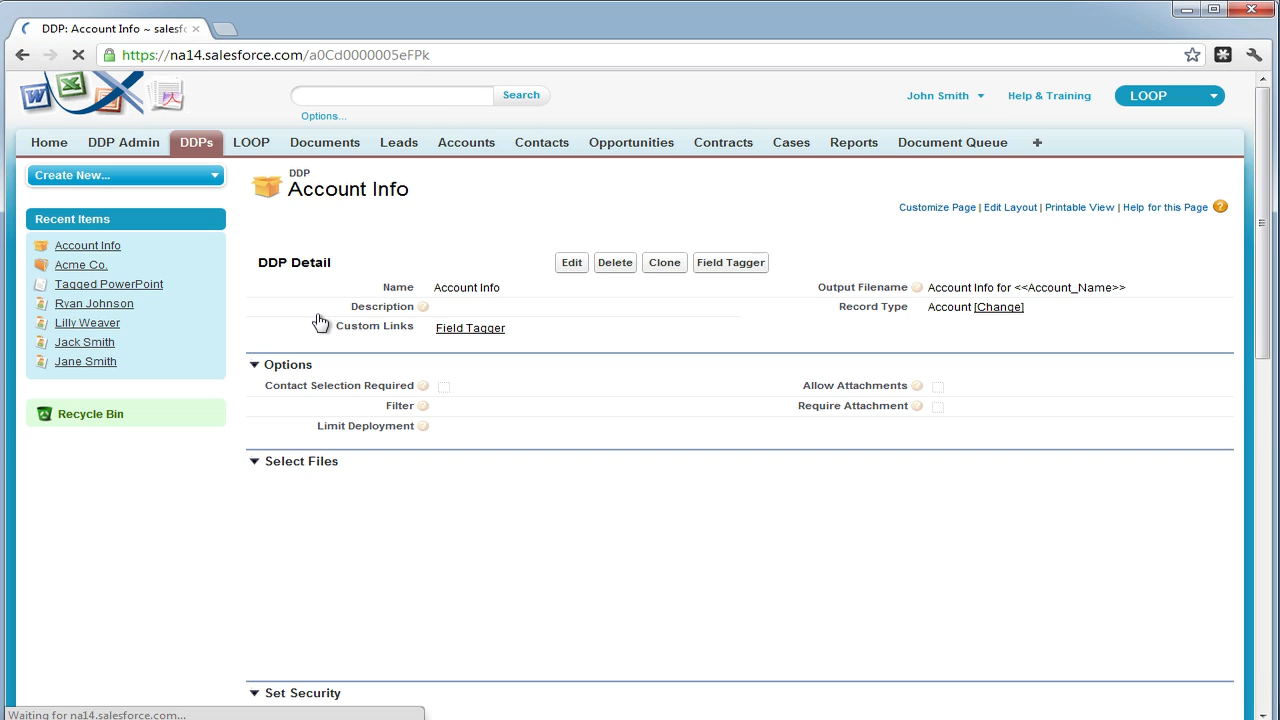 DDP: Account Info ~ salesf
https://na14.salesforce.com/a0Cd0000005eFPk
Search
Options...
John Smith
Help & Training
LOOP
Home
DDP Admin
DDPs
LOOP
Documents
Leads
Accounts
Contacts
Opportunities
Contracts
Cases
Reports
Document Queue
Create New...
Recent Items
Account Info
Acme Co.
Tagged PowerPoint
Ryan Johnson
Lilly Weaver
Jack Smith
Jane Smith
Recycle Bin
DDP
Account Info
Customize Page | Edit Layout | Printable View | Help for this Page ?
DDP Detail
Edit
Delete
Clone
Field Tagger
Name Account Info
Output Filename Account Info for <<Account_Name>>
Description
Record Type Account [Change]
Custom Links Field Tagger
Options
Contact Selection Required
Allow Attachments
Filter
Require Attachment
Limit Deployment
Select Files
Set Security
Waiting for na14.salesforce.com...